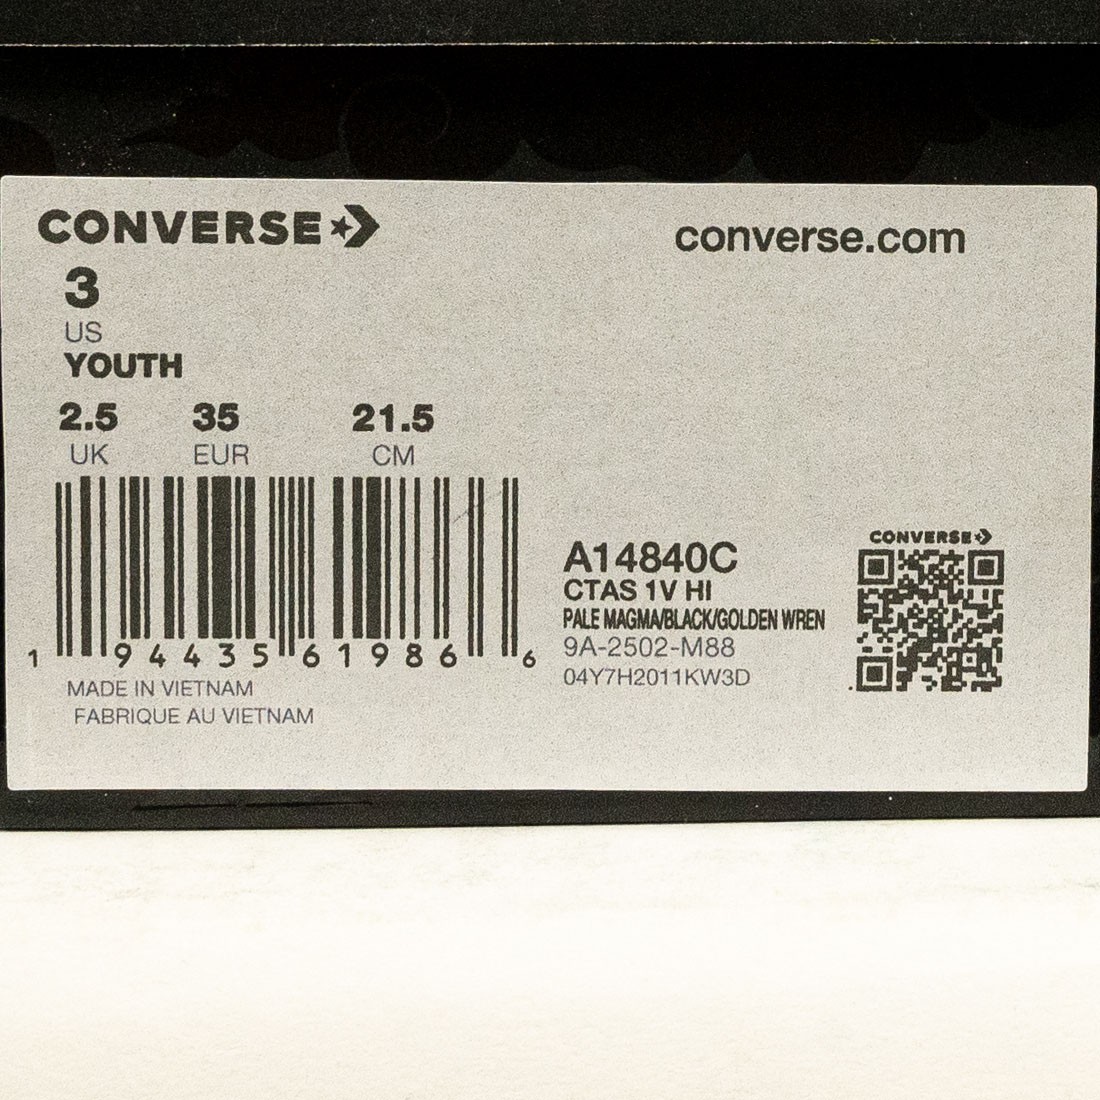 CONVERSE
converse.com
3
US
YOUTH
2.5 35 21.5
UK EUR CM
1 94435 61986 6
MADE IN VIETNAM
FABRIQUE AU VIETNAM
A14840C
CTAS 1V HI
PALE MAGMA/BLACK/GOLDEN WREN
9A-2502-M88
04Y7H2011KW3D
CONVERSE